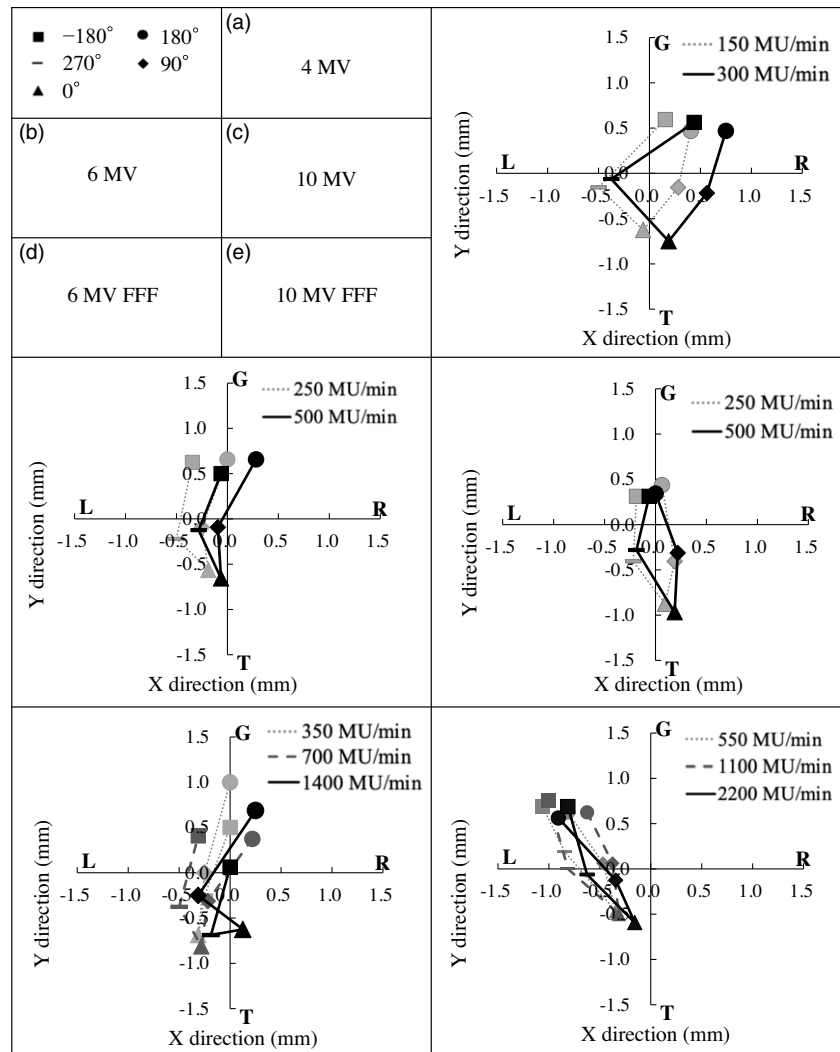 ■ −180° ● 180°
− 270° ◆ 90°
▲ 0°
(a)
4 MV
(b)
6 MV
(c)
10 MV
(d)
6 MV FFF
(e)
10 MV FFF
G
150 MU/min
300 MU/min
1.5
1.0
0.5
L 0.0 R
-1.5 -1.0 -0.5 0.0 0.5 1.0 1.5
-0.5
-1.0
-1.5
T
Y direction (mm)
X direction (mm)
G
250 MU/min
500 MU/min
1.5
1.0
0.5
L 0.0 R
-1.5 -1.0 -0.5 0.0 0.5 1.0 1.5
-0.5
-1.0
-1.5
T
Y direction (mm)
X direction (mm)
G
250 MU/min
500 MU/min
1.5
1.0
0.5
L 0.0 R
-1.5 -1.0 -0.5 0.0 0.5 1.0 1.5
-0.5
-1.0
-1.5
T
Y direction (mm)
X direction (mm)
G
350 MU/min
700 MU/min
1400 MU/min
1.5
1.0
0.5
L 0.0 R
-1.5 -1.0 -0.5 0.0 0.5 1.0 1.5
-0.5
-1.0
-1.5
T
Y direction (mm)
X direction (mm)
G
550 MU/min
1100 MU/min
2200 MU/min
1.5
1.0
0.5
L 0.0 R
-1.5 -1.0 -0.5 0.0 0.5 1.0 1.5
-0.5
-1.0
-1.5
T
Y direction (mm)
X direction (mm)